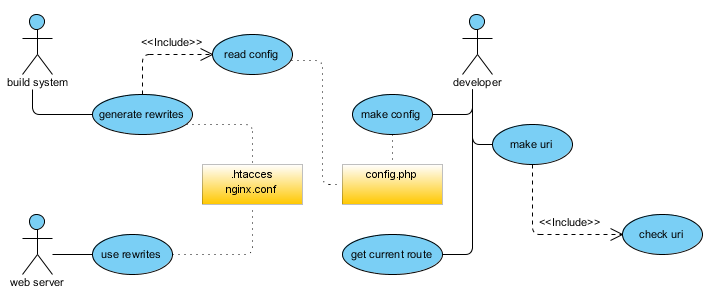 <<Include>>
read config
build system
developer
generate rewrites
make config
make uri
.htacces
nginx.conf
config.php
<<Include>>
check uri
use rewrites
get current route
web server